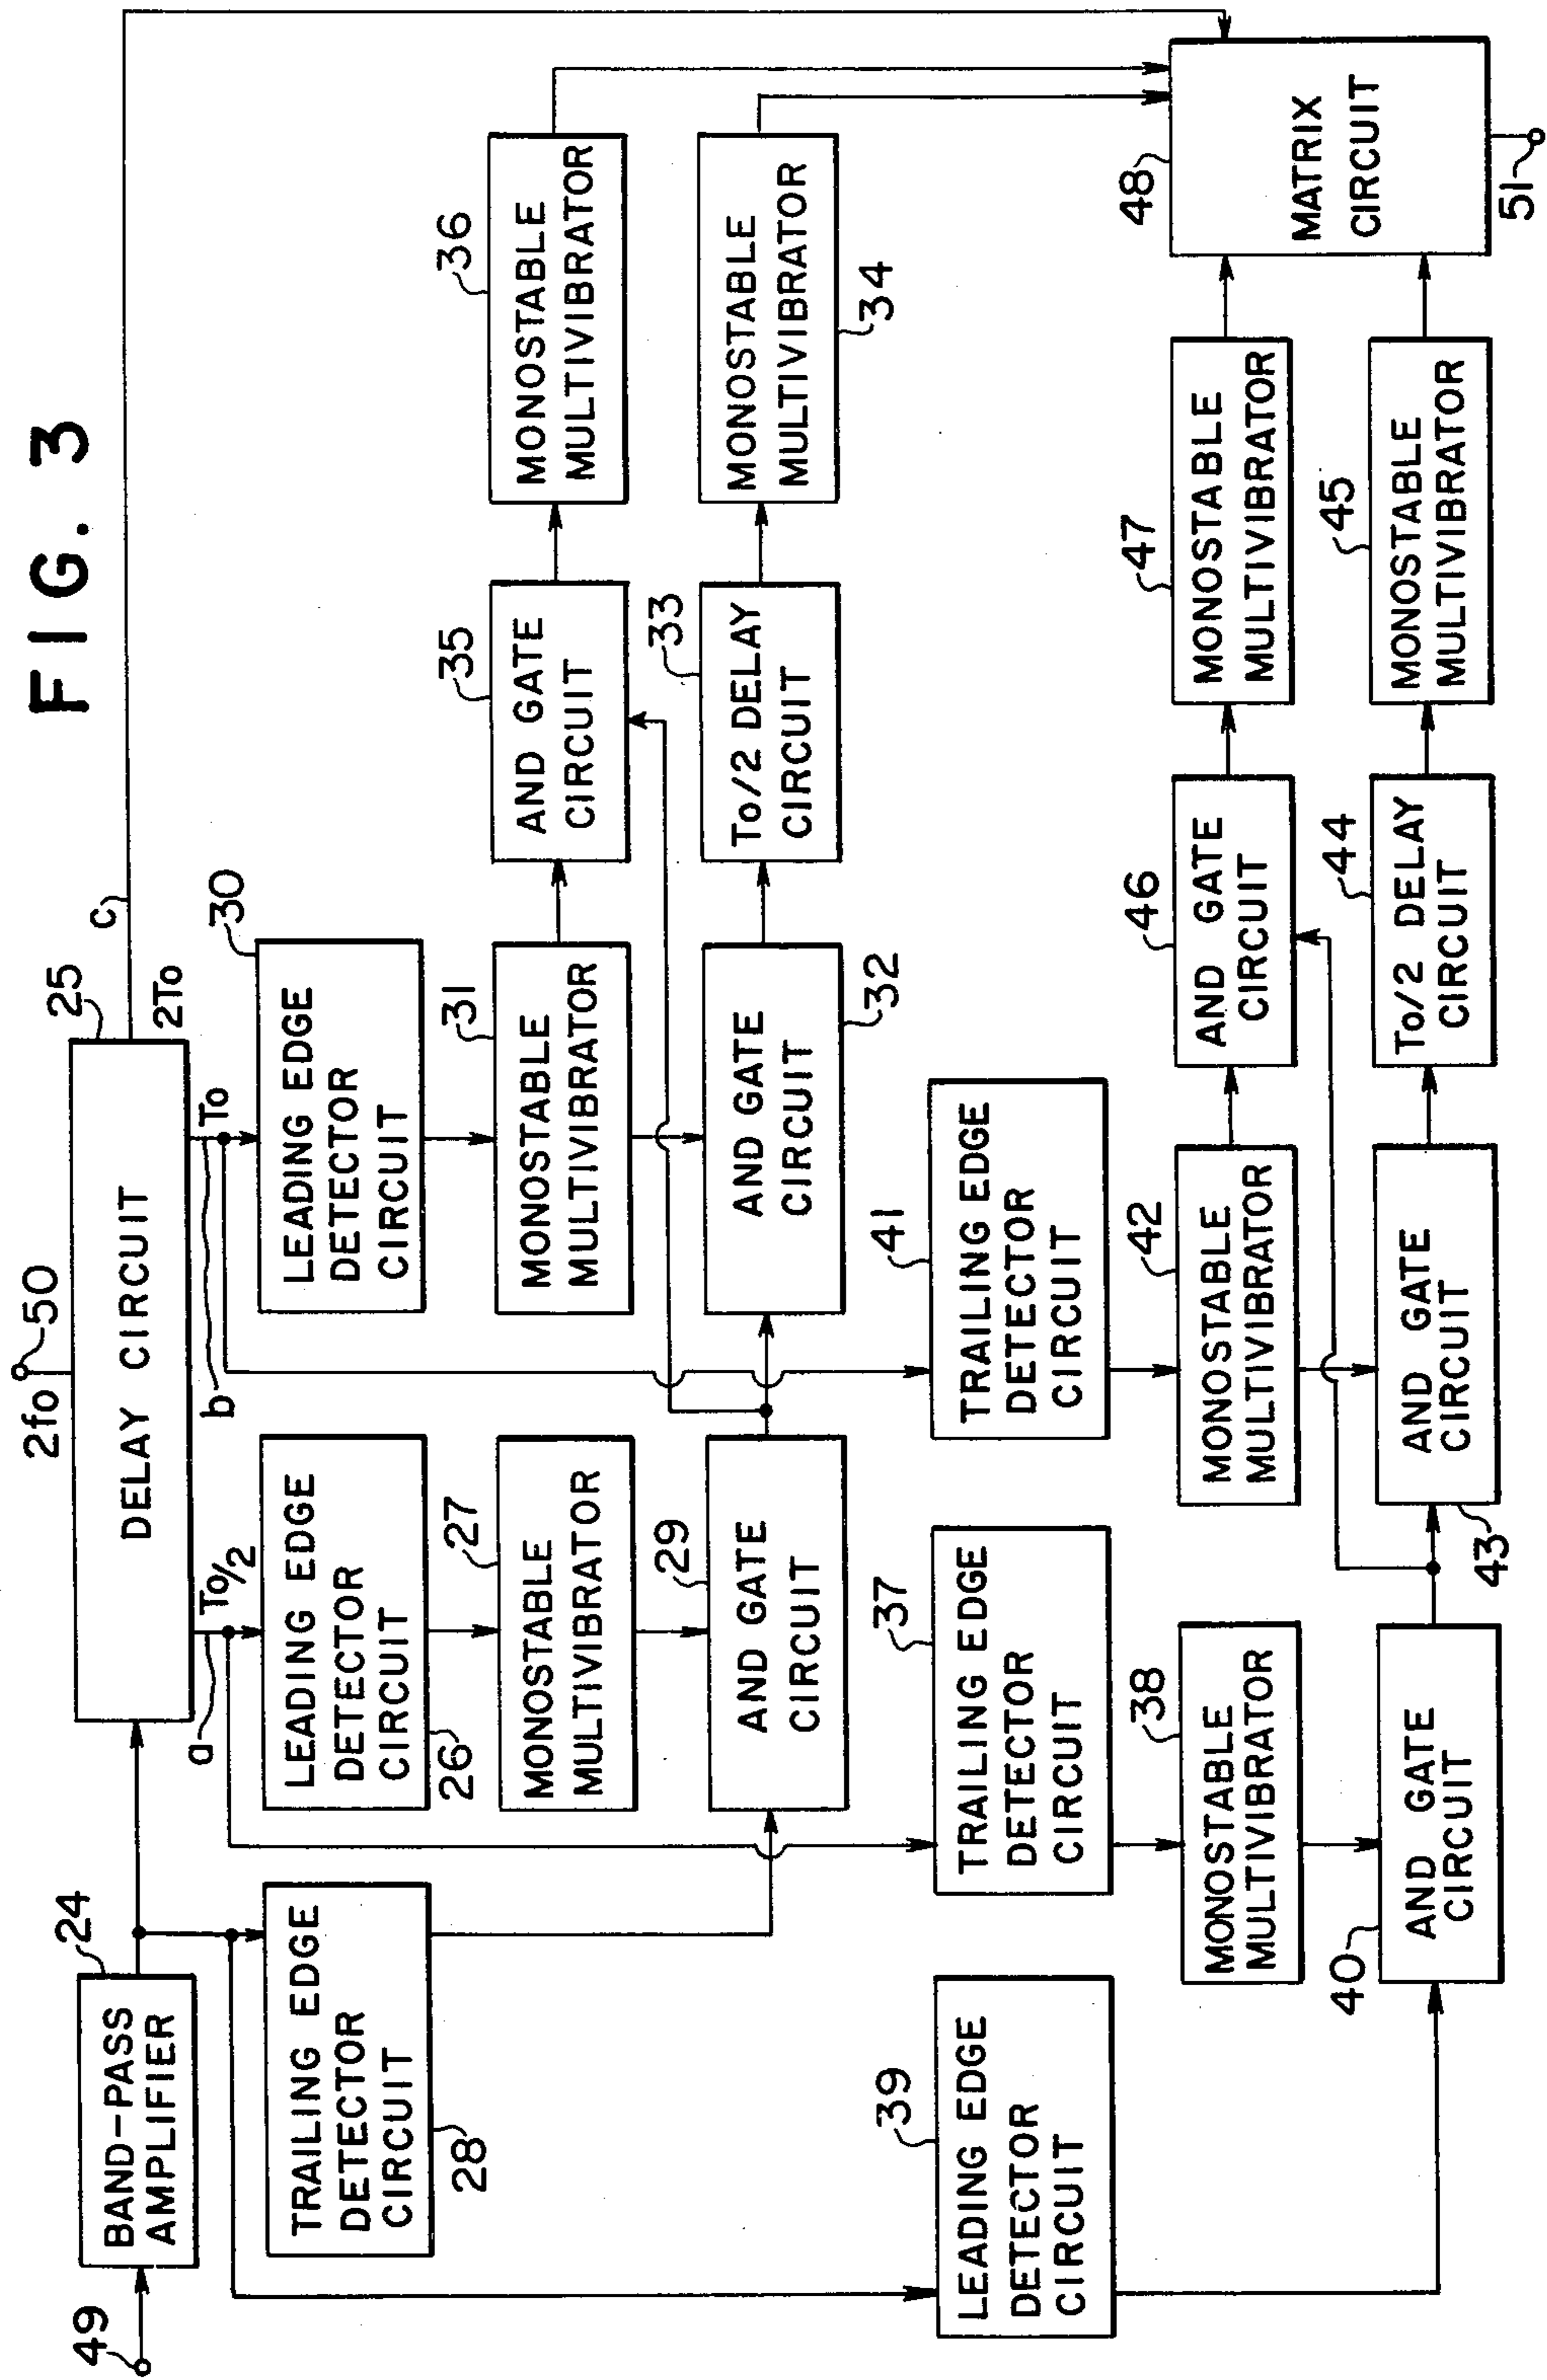 FIG. 3
49
24
BAND-PASS
AMPLIFIER
2fo
50
DELAY CIRCUIT
25
a
To/2
b
To
2To
c
TRAILING EDGE
DETECTOR
CIRCUIT
28
LEADING EDGE
DETECTOR
CIRCUIT
26
LEADING EDGE
DETECTOR
CIRCUIT
30
MONOSTABLE
MULTIVIBRATOR
27
MONOSTABLE
MULTIVIBRATOR
31
AND GATE
CIRCUIT
35
MONOSTABLE
MULTIVIBRATOR
36
AND GATE
CIRCUIT
29
AND GATE
CIRCUIT
32
To/2 DELAY
CIRCUIT
33
MONOSTABLE
MULTIVIBRATOR
34
LEADING EDGE
DETECTOR
CIRCUIT
39
TRAILING EDGE
DETECTOR
CIRCUIT
37
TRAILING EDGE
DETECTOR
CIRCUIT
41
MONOSTABLE
MULTIVIBRATOR
38
MONOSTABLE
MULTIVIBRATOR
42
AND GATE
CIRCUIT
46
MONOSTABLE
MULTIVIBRATOR
47
MATRIX
CIRCUIT
48
AND GATE
CIRCUIT
40
AND GATE
CIRCUIT
43
To/2 DELAY
CIRCUIT
44
MONOSTABLE
MULTIVIBRATOR
45
51